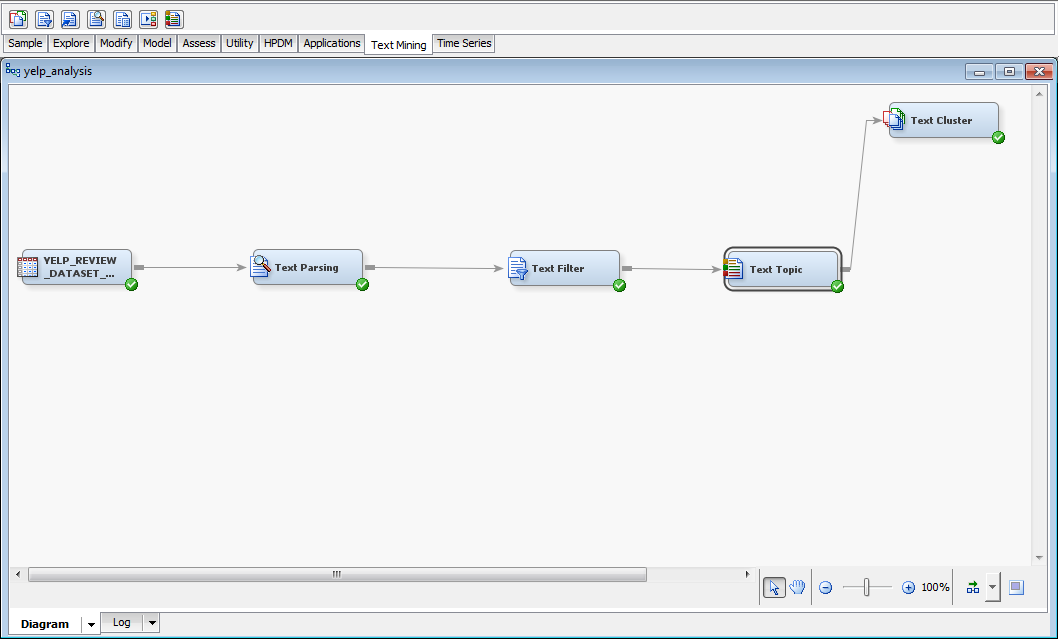 Sample Explore Modify Model Assess Utility HPDM Applications Text Mining Time Series
yelp_analysis
Text Cluster
YELP_REVIEW
_DATASET_...
Text Parsing
Text Filter
Text Topic
100%
Diagram Log